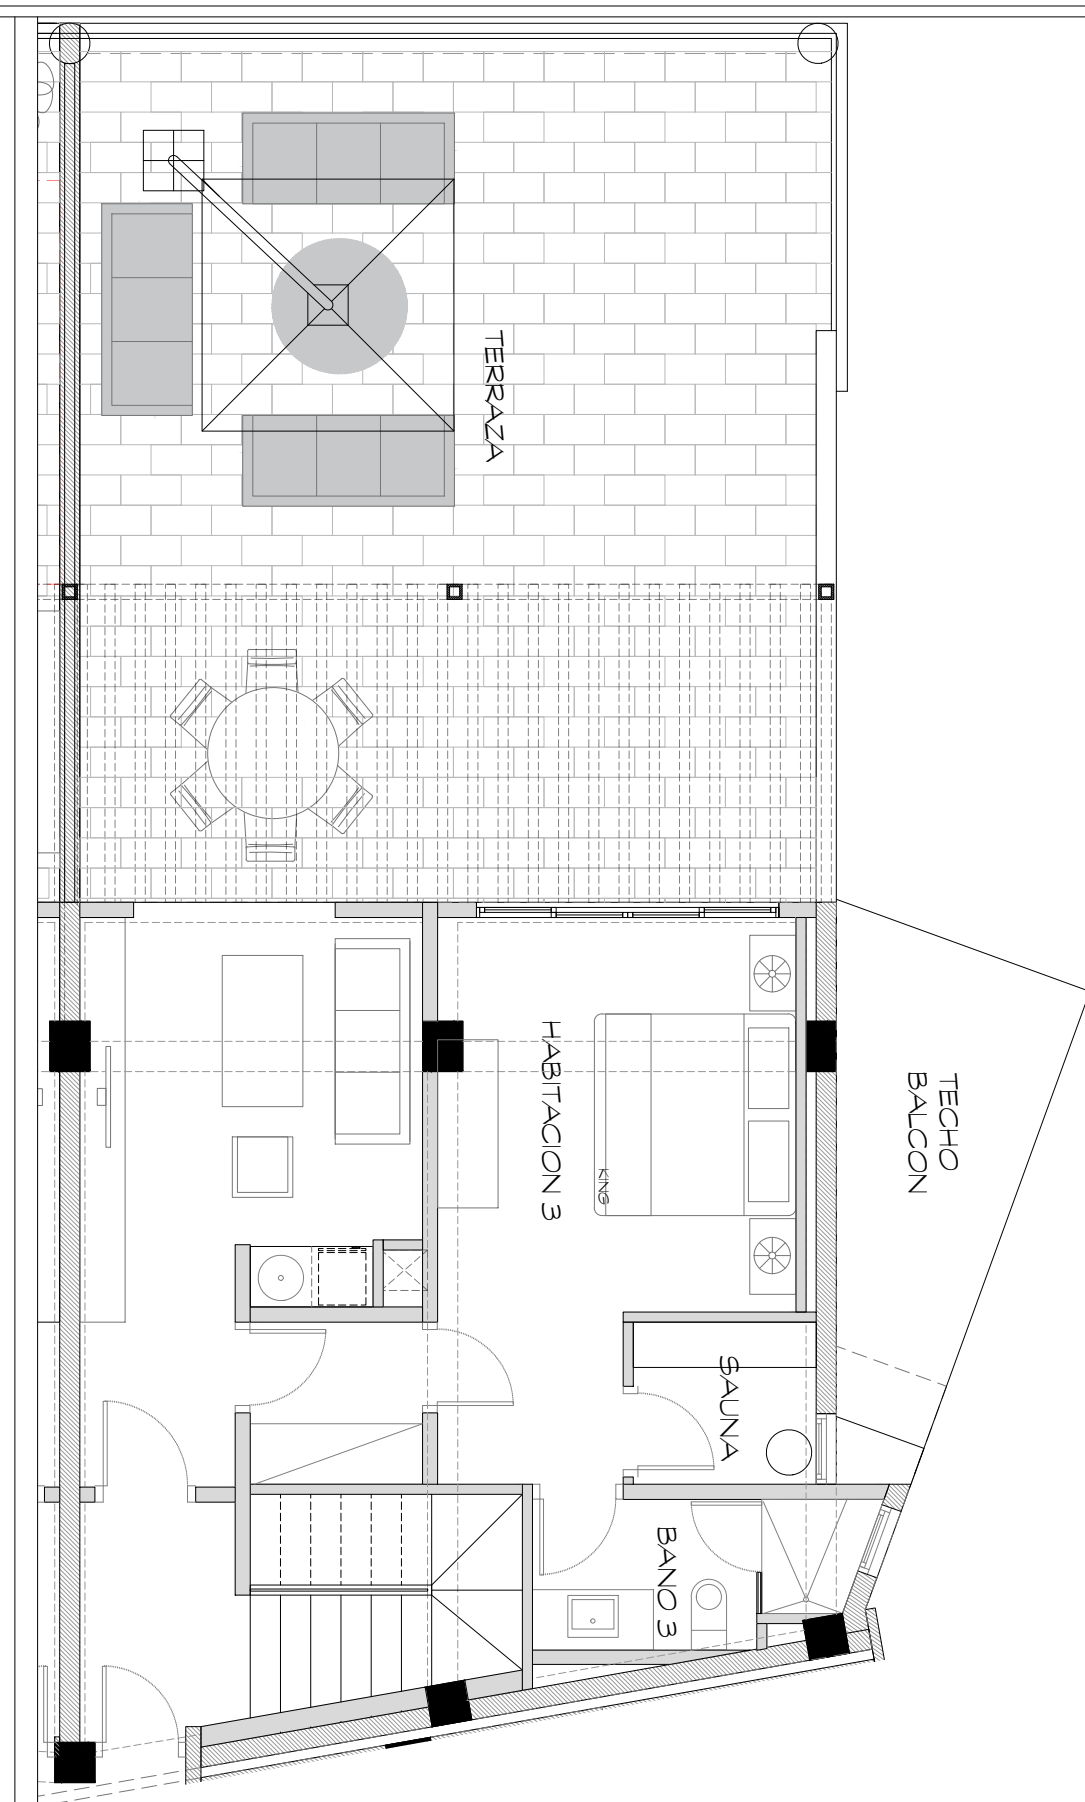 TERRAZA
TECHO
BALCON
HABITACION 3
KING
SAUNA
BANO 3